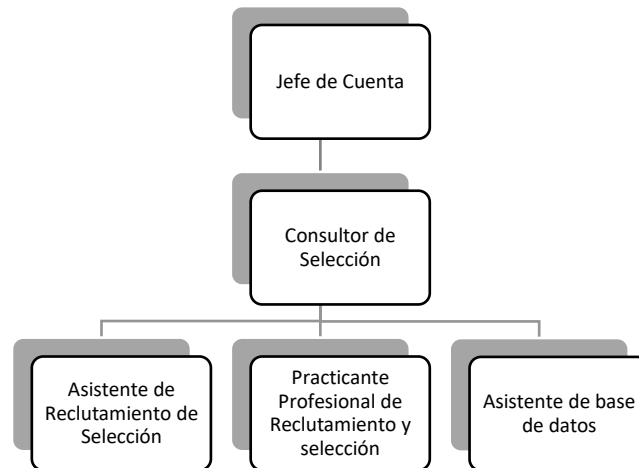 Jefe de Cuenta
Consultor de
Selección
Asistente de
Reclutamiento de
Selección
Practicante
Profesional de
Reclutamiento y
selección
Asistente de base
de datos